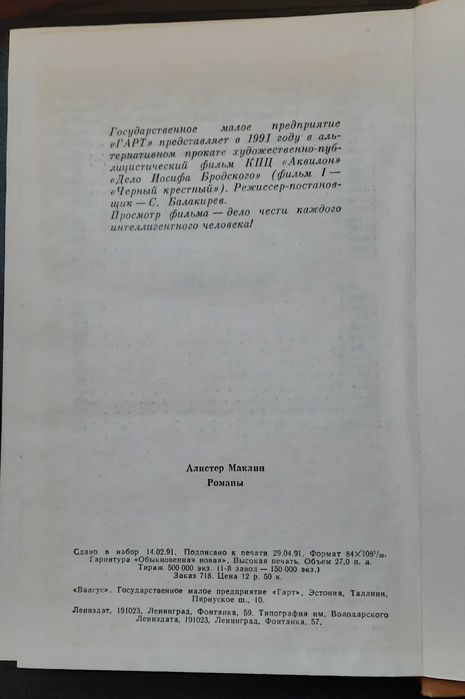 Государственное малое предприятие
«ГАРТ» представляет в 1991 году в аль-
тернативном прокате художественно-пуб-
лицистический фильм КПЦ «Аквилон»
«Дело Иосифа Бродского» (фильм I —
«Черный крестный»). Режиссер-постанов-
щик — С. Балакирев.
Просмотр фильма — дело чести каждого
интеллигентного человека!
Алистер Маклин
Романы
Сдано в набор 14.02.91. Подписано к печати 29.04.91. Формат 84×108¹/₃₂.
Гарнитура «Обыкновенная новая». Высокая печать. Объем 27,0 п. л.
Тираж 500 000 экз. (1-й завод — 150 000 экз.)
Заказ 718. Цена 12 р. 50 к.
«Валгус». Государственное малое предприятие «Гарт». Эстония, Таллинн,
Пярнуское ш., 10.
Лениздат, 191023, Ленинград, Фонтанка, 59. Типография им. Володарского
Лениздата, 191023, Ленинград, Фонтанка, 57.